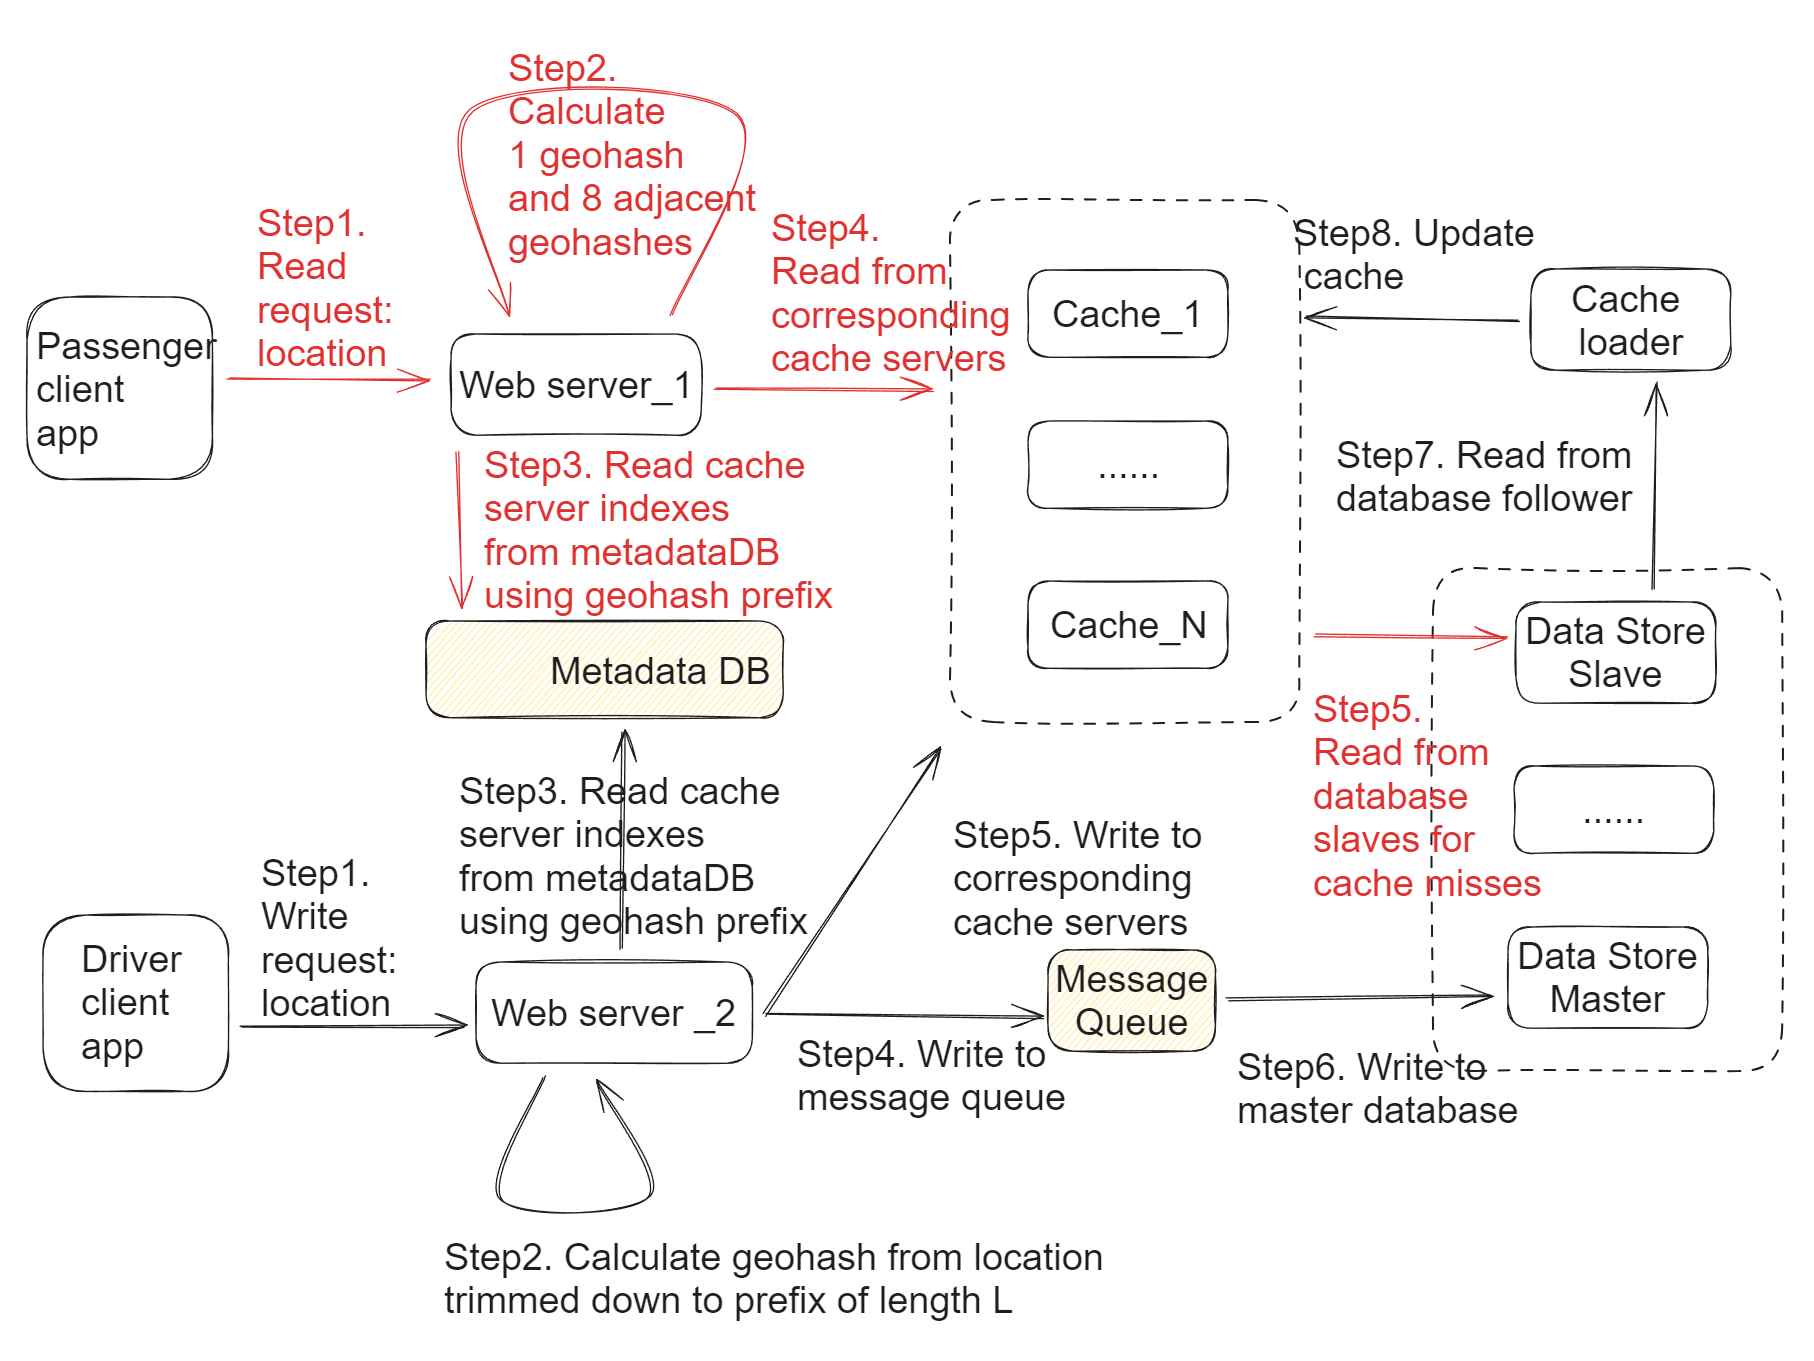 Step2.
Calculate
1 geohash
and 8 adjacent
geohashes
Step1.
Read
request:
location
Step4.
Read from
corresponding
cache servers
Step8. Update
cache
Passenger
client
app
Web server_1
Cache_1
Cache
loader
Step3. Read cache
server indexes
from metadataDB
using geohash prefix
......
Step7. Read from
database follower
Metadata DB
Cache_N
Data Store
Slave
Step5.
Read from
database
slaves for
cache misses
......
Step3. Read cache
server indexes
from metadataDB
using geohash prefix
Step5. Write to
corresponding
cache servers
Step1.
Write
request:
location
Driver
client
app
Web server _2
Message
Queue
Data Store
Master
Step4. Write to
message queue
Step6. Write to
master database
Step2. Calculate geohash from location
trimmed down to prefix of length L